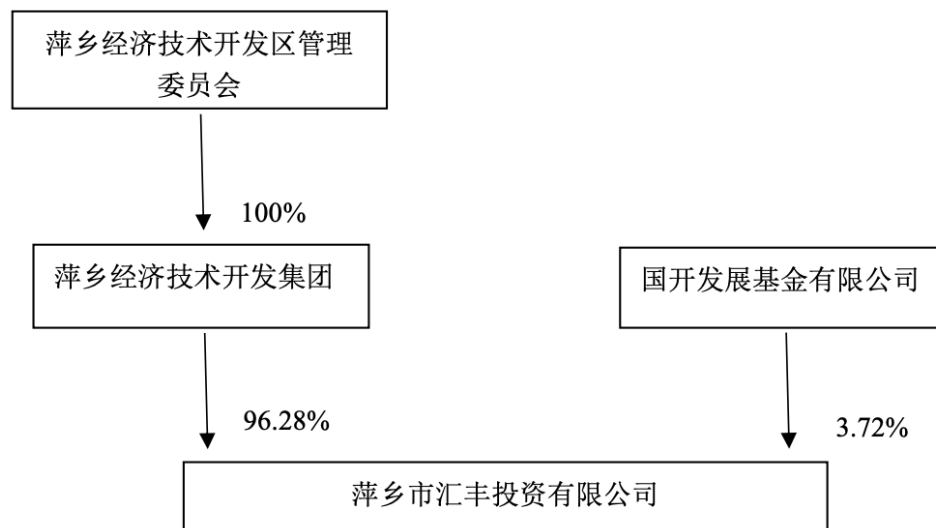 萍乡经济技术开发区管理
委员会
100%
萍乡经济技术开发集团
国开发展基金有限公司
96.28%
3.72%
萍乡市汇丰投资有限公司